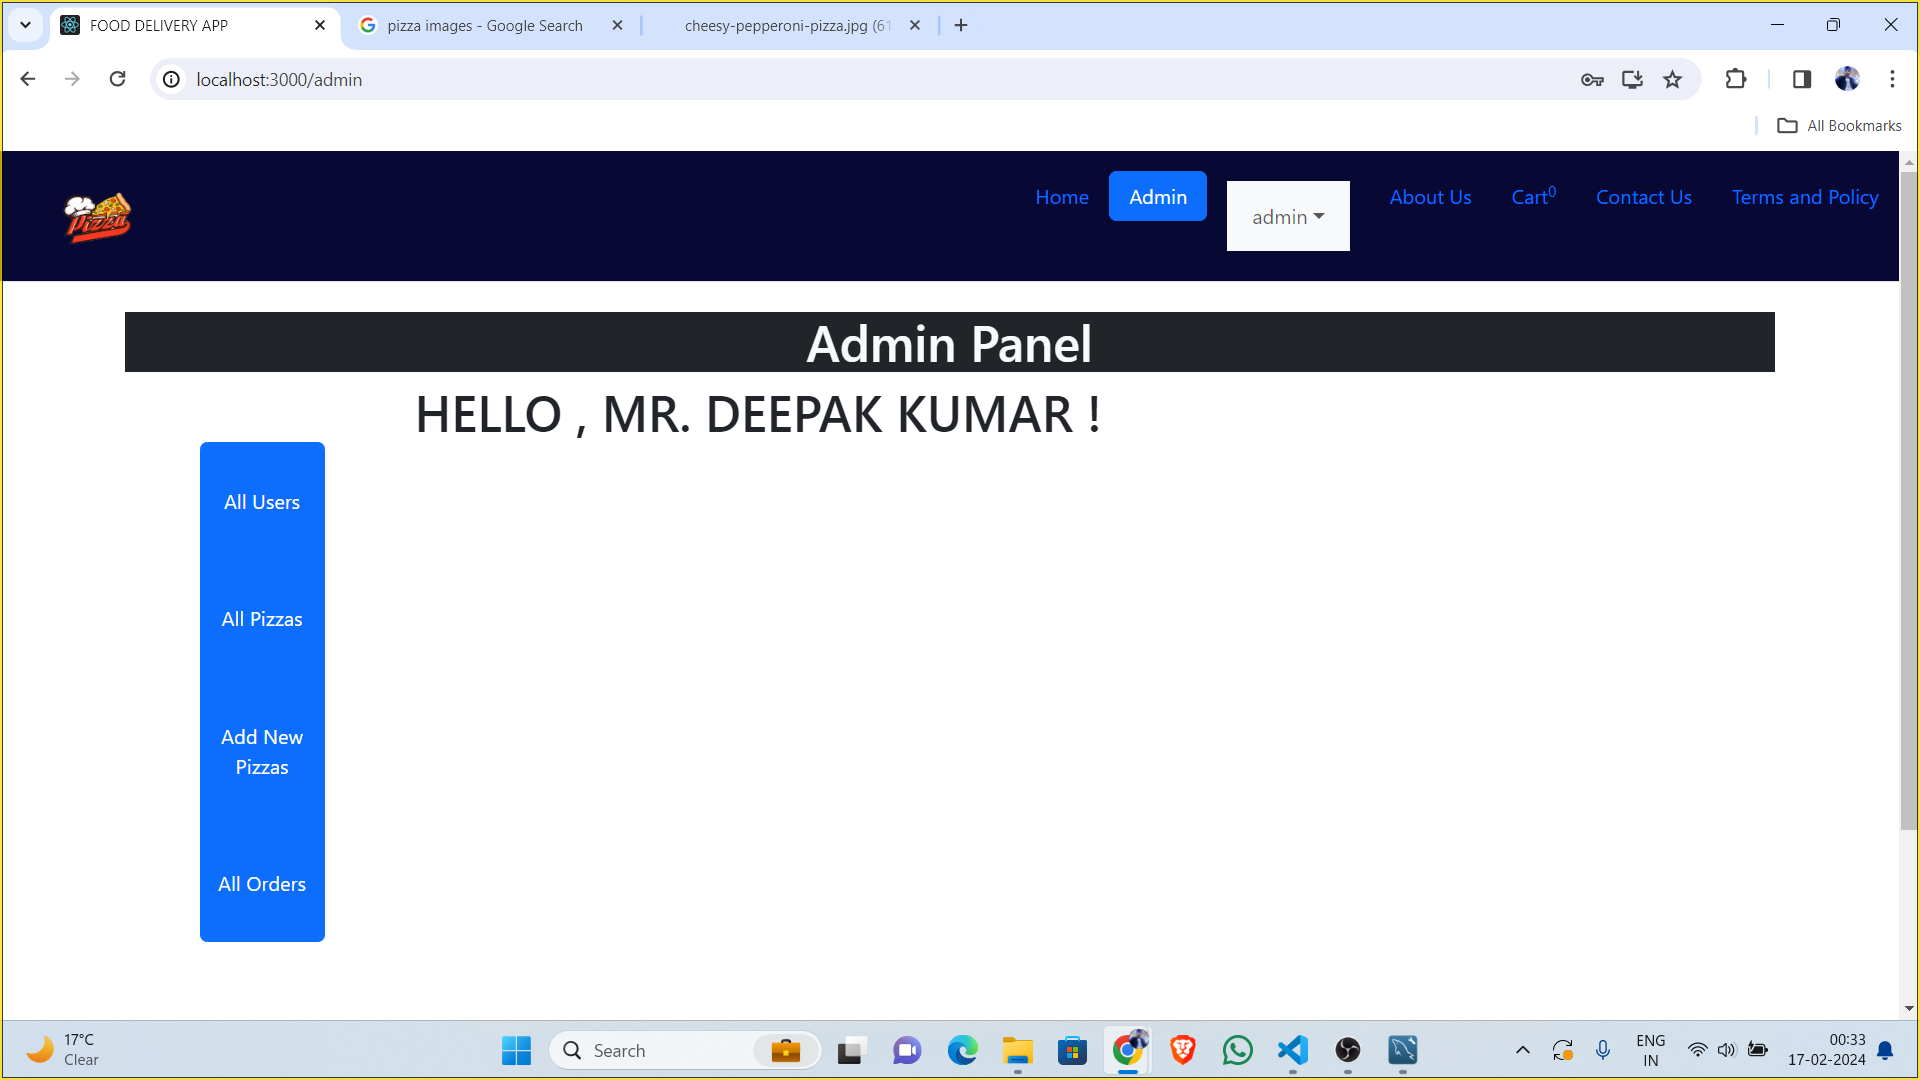 FOOD DELIVERY APP
pizza images - Google Search
cheesy-pepperoni-pizza.jpg (61
localhost:3000/admin
All Bookmarks
Pizza
Home
Admin
admin
About Us
Cart0
Contact Us
Terms and Policy
Admin Panel
HELLO , MR. DEEPAK KUMAR !
All Users
All Pizzas
Add New
Pizzas
All Orders
17°C
Clear
Search
ENG
IN
00:33
17-02-2024